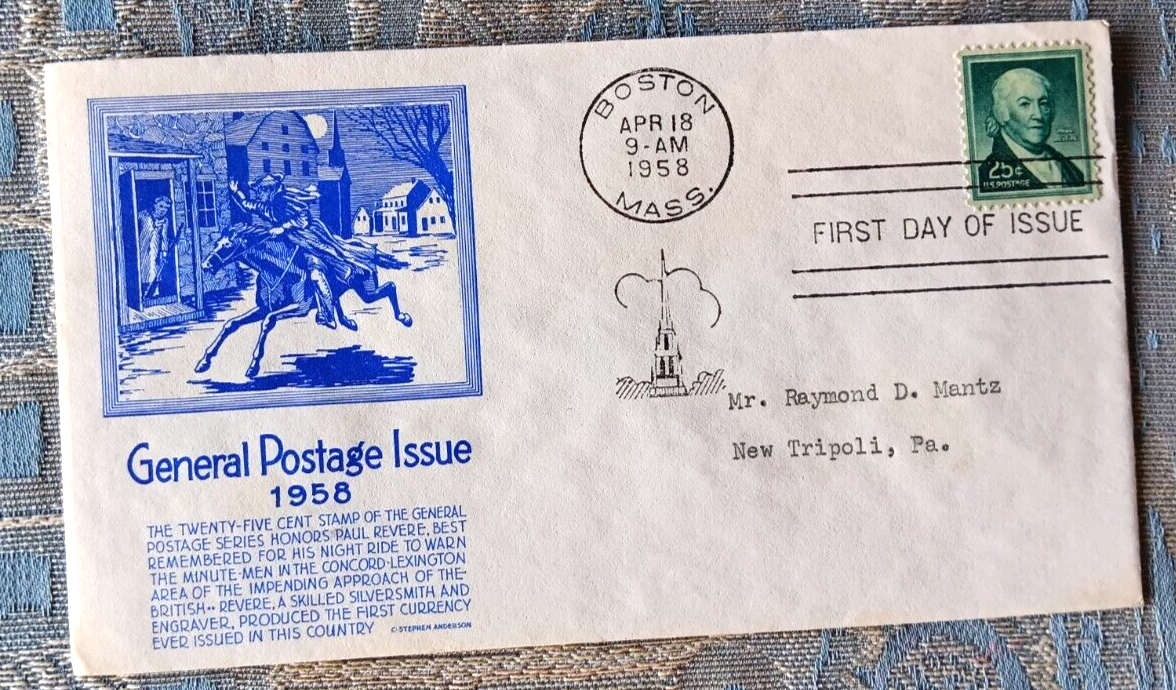 BOSTON
APR 18
9-AM
1958
MASS.
25¢
U.S. POSTAGE
FIRST DAY OF ISSUE
Mr. Raymond D. Mantz
New Tripoli, Pa.
General Postage Issue
1958
THE TWENTY-FIVE CENT STAMP OF THE GENERAL
POSTAGE SERIES HONORS PAUL REVERE, BEST
REMEMBERED FOR HIS NIGHT RIDE TO WARN
THE MINUTE-MEN IN THE CONCORD-LEXINGTON
AREA OF THE IMPENDING APPROACH OF THE
BRITISH·· REVERE, A SKILLED SILVERSMITH AND
ENGRAVER, PRODUCED THE FIRST CURRENCY
EVER ISSUED IN THIS COUNTRY
©·STEPHEN ANDERSON